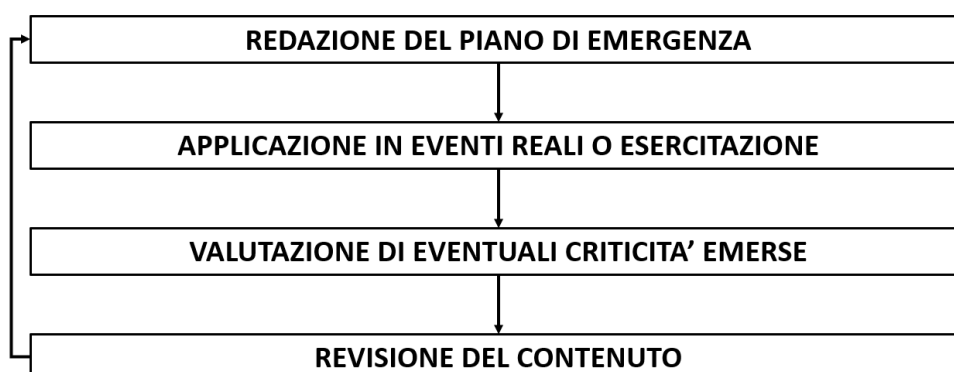 REDAZIONE DEL PIANO DI EMERGENZA
APPLICAZIONE IN EVENTI REALI O ESERCITAZIONE
VALUTAZIONE DI EVENTUALI CRITICITA’ EMERSE
REVISIONE DEL CONTENUTO